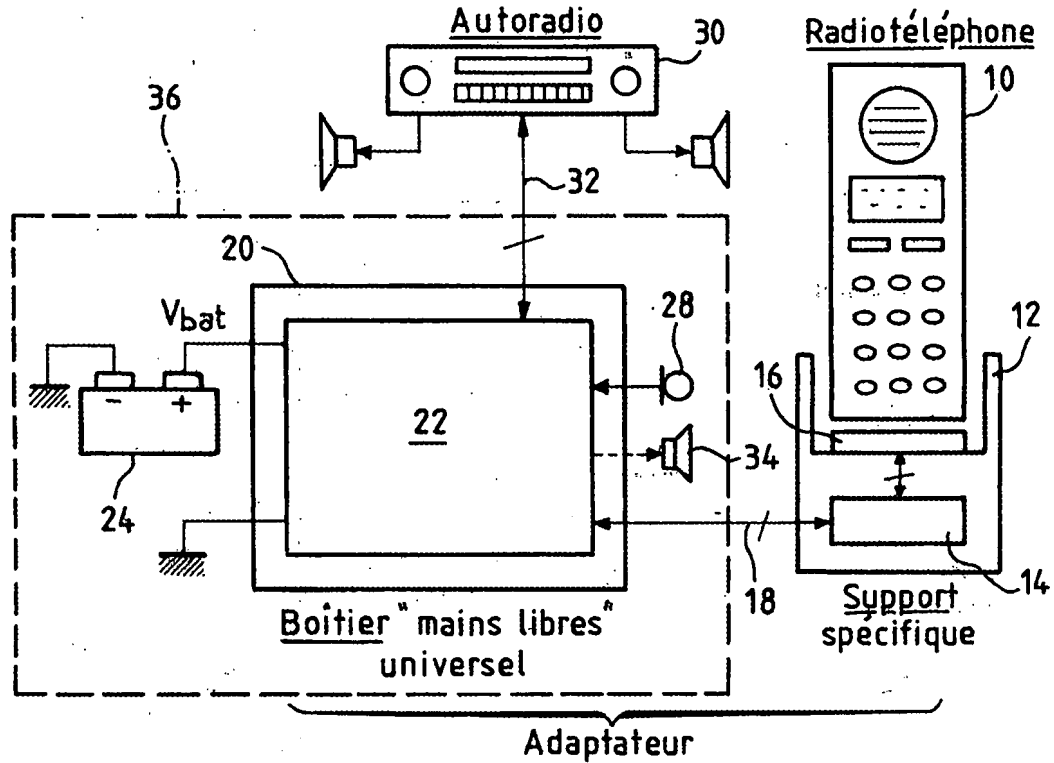 Autoradio
30
Radiotéléphone
10
36
32
20
Vbat
28
12
16
- +
22
34
24
18
14
Boîtier "mains libres"
universel
Support
spécifique
Adaptateur